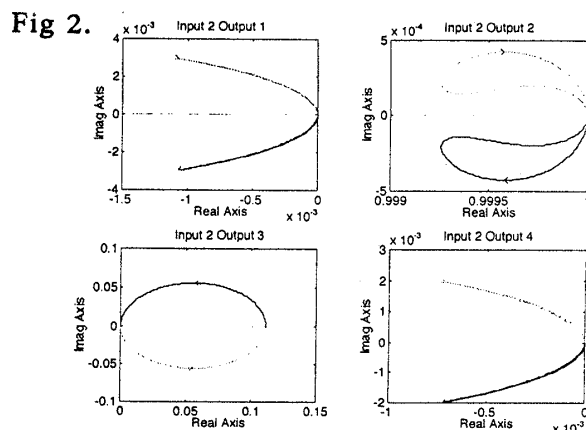 Fig 2.
Input 2 Output 1
x 10⁻³
4
2
0
-2
-4
Imag Axis
-1.5
-1
-0.5
0
Real Axis
x 10⁻³
Input 2 Output 2
x 10⁻⁴
5
0
-5
Imag Axis
0.999
0.9995
Real Axis
Input 2 Output 3
0.1
0.05
0
-0.05
-0.1
Imag Axis
0
0.05
0.1
0.15
Real Axis
Input 2 Output 4
x 10⁻³
3
2
1
0
-1
-2
Imag Axis
-1
-0.5
0
Real Axis
x 10⁻³